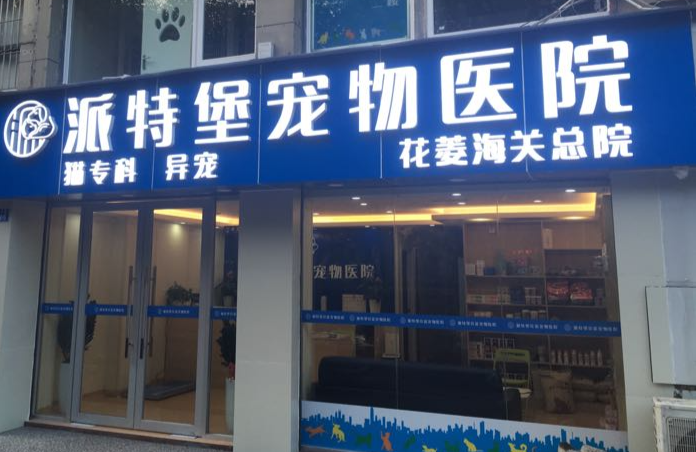 派特堡宠物医院
猫专科 异宠
花菱海关总院
宠物医院